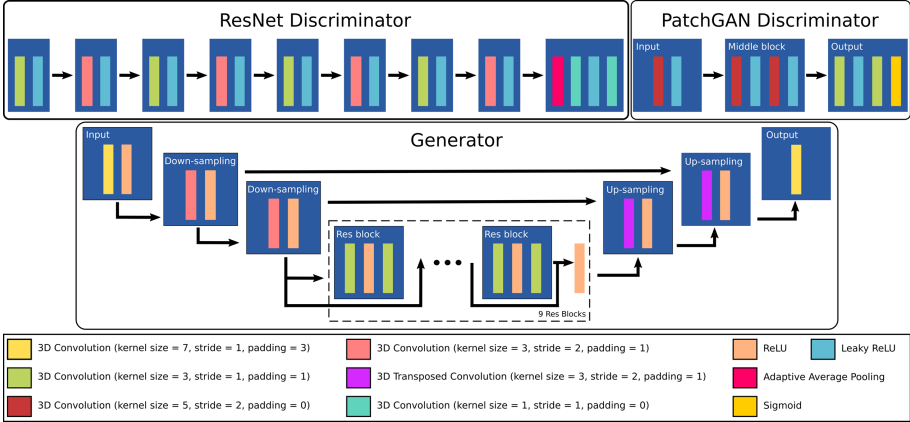 ResNet Discriminator
PatchGAN Discriminator
Input
Middle block
Output
Generator
Input
Down-sampling
Down-sampling
Res block
Res block
9 Res Blocks
Up-sampling
Up-sampling
Output
3D Convolution (kernel size = 7, stride = 1, padding = 3)
3D Convolution (kernel size = 3, stride = 1, padding = 1)
3D Convolution (kernel size = 5, stride = 2, padding = 0)
3D Convolution (kernel size = 3, stride = 2, padding = 1)
3D Transposed Convolution (kernel size = 3, stride = 2, padding = 1)
3D Convolution (kernel size = 1, stride = 1, padding = 0)
ReLU
Leaky ReLU
Adaptive Average Pooling
Sigmoid